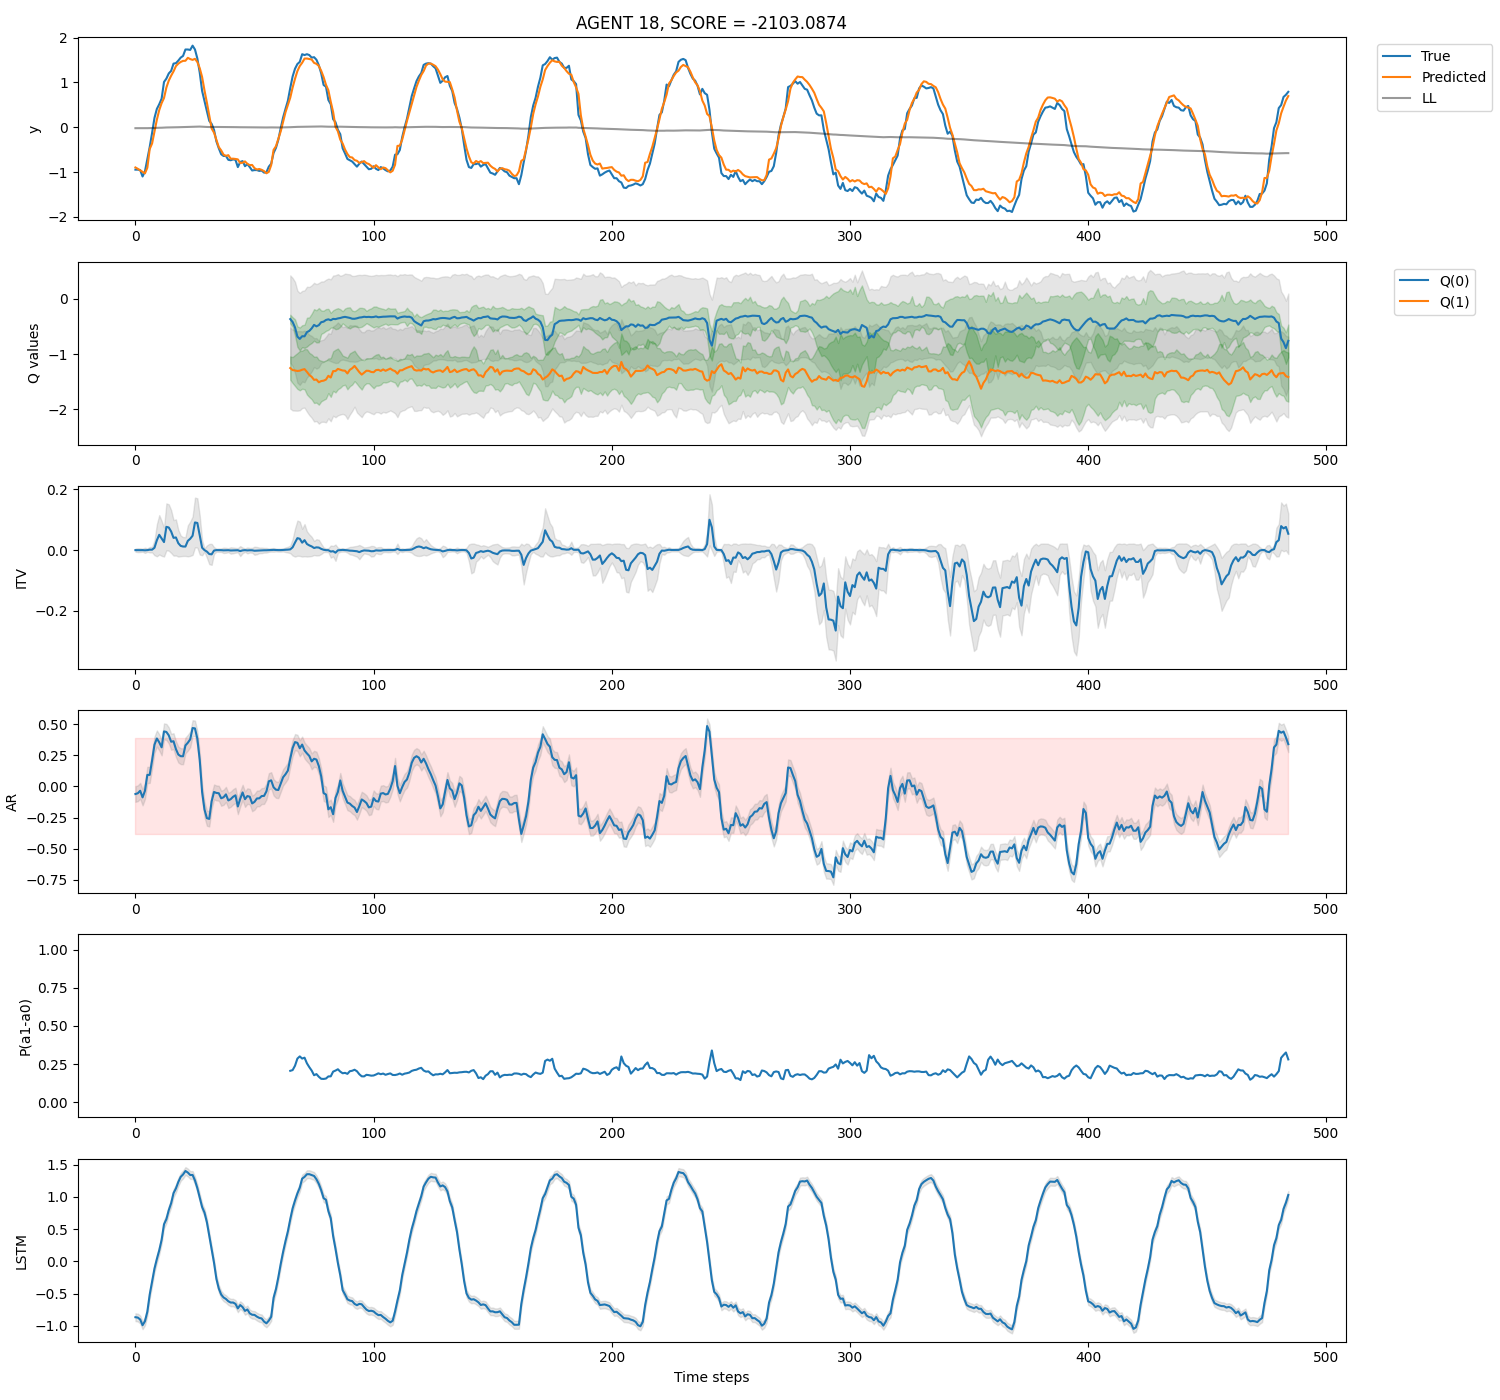 AGENT 18, SCORE = -2103.0874
2
1
0
−1
−2
y
0 100 200 300 400 500
True
Predicted
LL
0
−1
−2
Q values
0 100 200 300 400 500
Q(0)
Q(1)
0.2
0.0
−0.2
ITV
0 100 200 300 400 500
0.50
0.25
0.00
−0.25
−0.50
−0.75
AR
0 100 200 300 400 500
1.00
0.75
0.50
0.25
0.00
P(a1-a0)
0 100 200 300 400 500
1.5
1.0
0.5
0.0
−0.5
−1.0
LSTM
0 100 200 300 400 500
Time steps